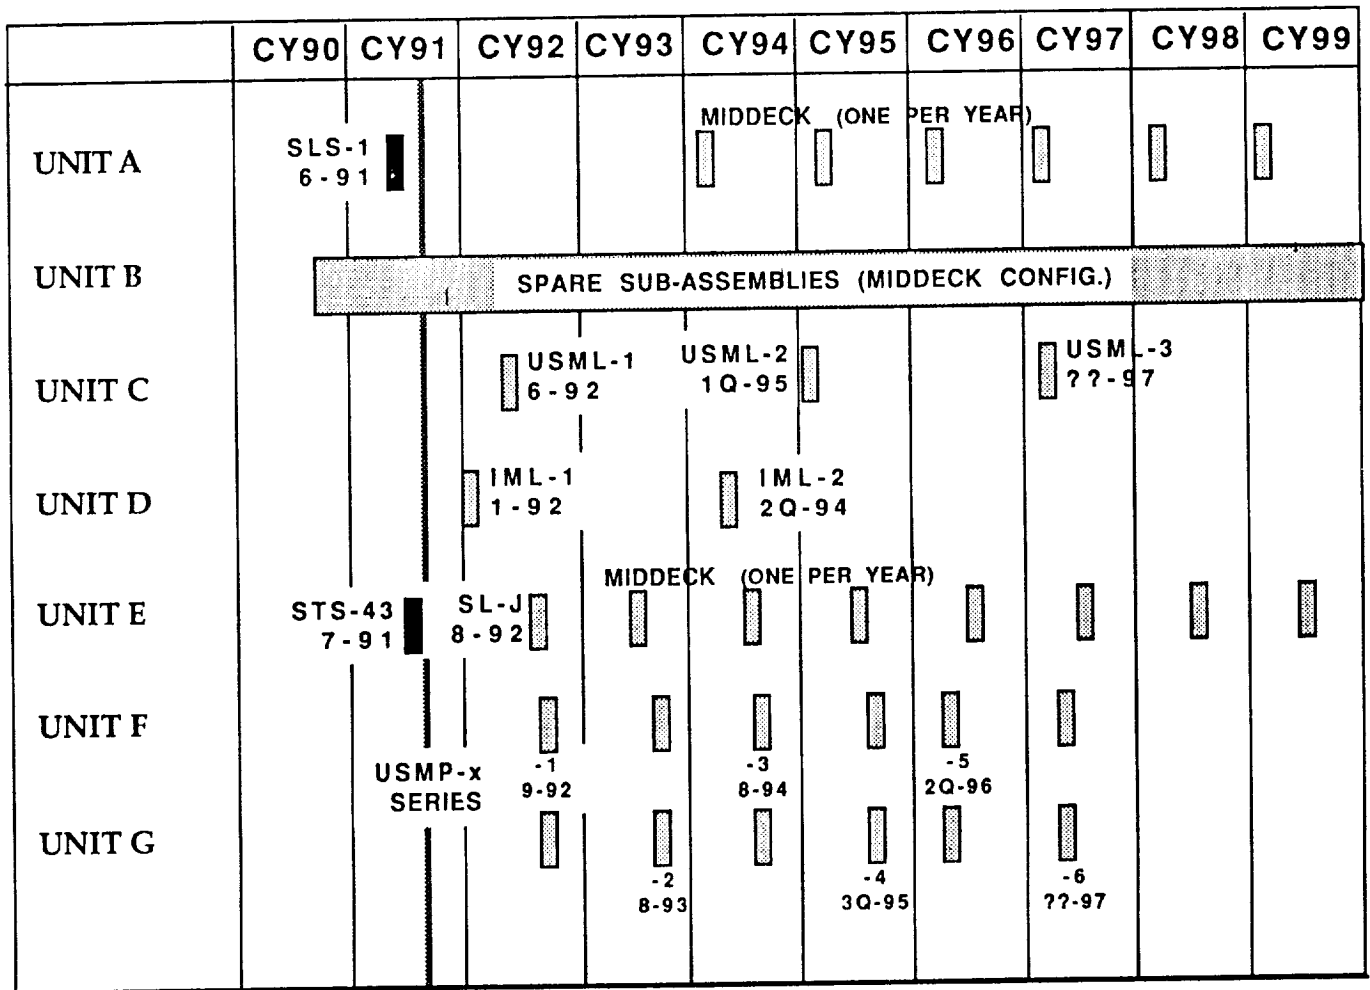 CY90 CY91 CY92 CY93 CY94 CY95 CY96 CY97 CY98 CY99
MIDDECK (ONE PER YEAR)
UNIT A
SLS-1
6-91
UNIT B
SPARE SUB-ASSEMBLIES (MIDDECK CONFIG.)
UNIT C
USML-1
6-92
USML-2
1Q-95
USML-3
??-97
UNIT D
IML-1
1-92
IML-2
2Q-94
MIDDECK (ONE PER YEAR)
UNIT E
STS-43
7-91
SL-J
8-92
UNIT F
USMP-x
SERIES
-1
9-92
-3
8-94
-5
2Q-96
UNIT G
-2
8-93
-4
3Q-95
-6
??-97